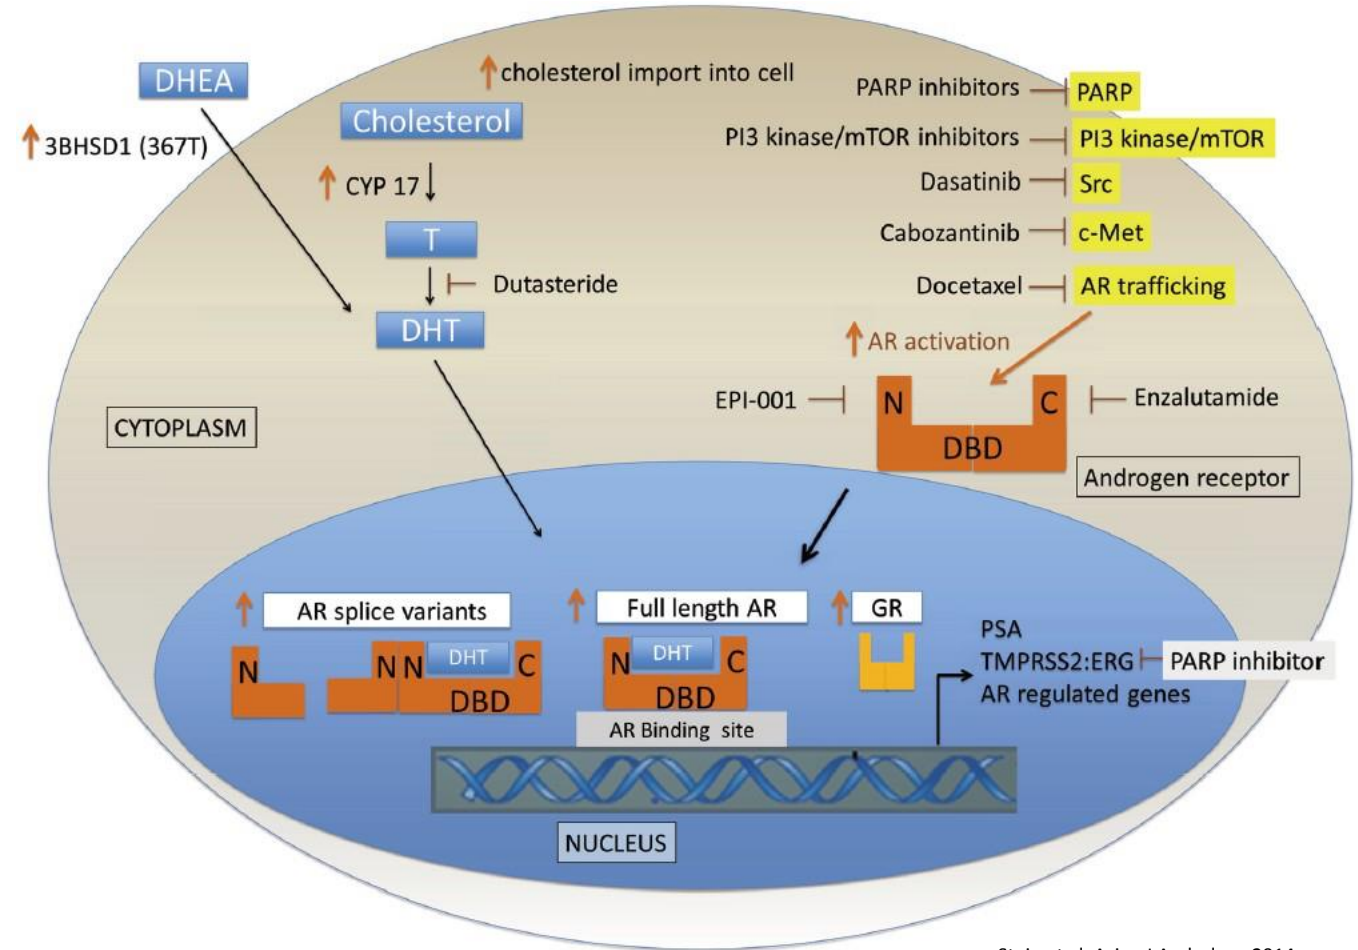 DHEA
cholesterol import into cell
Cholesterol
3BHSD1 (367T)
CYP 17
T
Dutasteride
DHT
PARP inhibitors
PARP
PI3 kinase/mTOR inhibitors
PI3 kinase/mTOR
Dasatinib
Src
Cabozantinib
c-Met
Docetaxel
AR trafficking
AR activation
EPI-001
N
C
DBD
Enzalutamide
Androgen receptor
CYTOPLASM
AR splice variants
N
N
N
DHT
C
DBD
Full length AR
N
DHT
C
DBD
AR Binding site
GR
PSA
TMPRSS2:ERG
AR regulated genes
PARP inhibitor
NUCLEUS